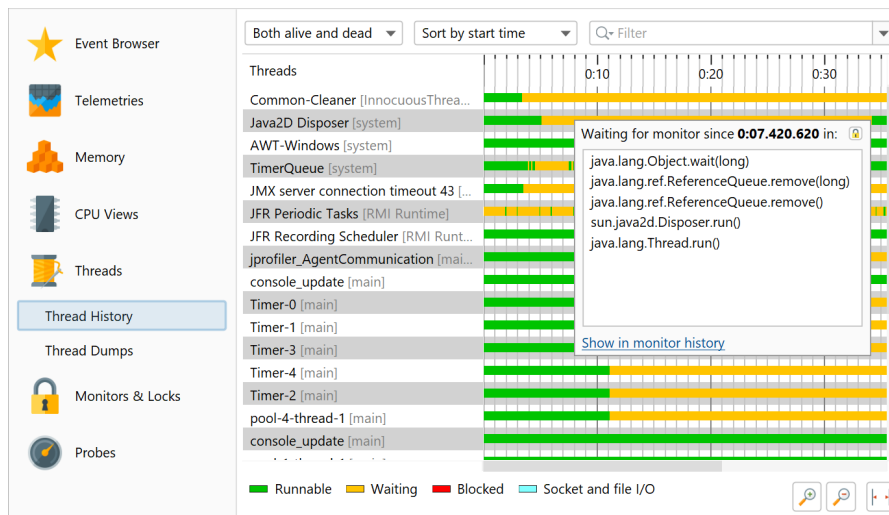 Event Browser
Telemetries
Memory
CPU Views
Threads
Thread History
Thread Dumps
Monitors & Locks
Probes
Both alive and dead
Sort by start time
Filter
Threads
0:10 0:20 0:30
Common-Cleaner [InnocuousThrea...
Java2D Disposer [system]
AWT-Windows [system]
TimerQueue [system]
JMX server connection timeout 43 [...
JFR Periodic Tasks [RMI Runtime]
JFR Recording Scheduler [RMI Runt...
jprofiler_AgentCommunication [mai...
console_update [main]
Timer-0 [main]
Timer-1 [main]
Timer-3 [main]
Timer-4 [main]
Timer-2 [main]
pool-4-thread-1 [main]
console_update [main]
Waiting for monitor since 0:07.420.620 in:
java.lang.Object.wait(long)
java.lang.ref.ReferenceQueue.remove(long)
java.lang.ref.ReferenceQueue.remove()
sun.java2d.Disposer.run()
java.lang.Thread.run()
Show in monitor history
Runnable Waiting Blocked Socket and file I/O